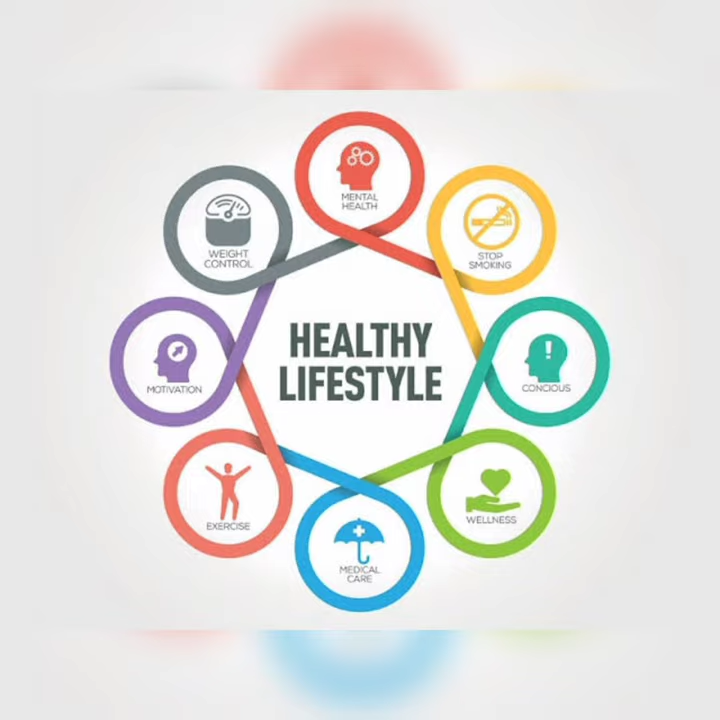 HEALTHY
LIFESTYLE
MENTAL
HEALTH
STOP
SMOKING
CONCIOUS
WELLNESS
MEDICAL
CARE
EXERCISE
MOTIVATION
WEIGHT
CONTROL